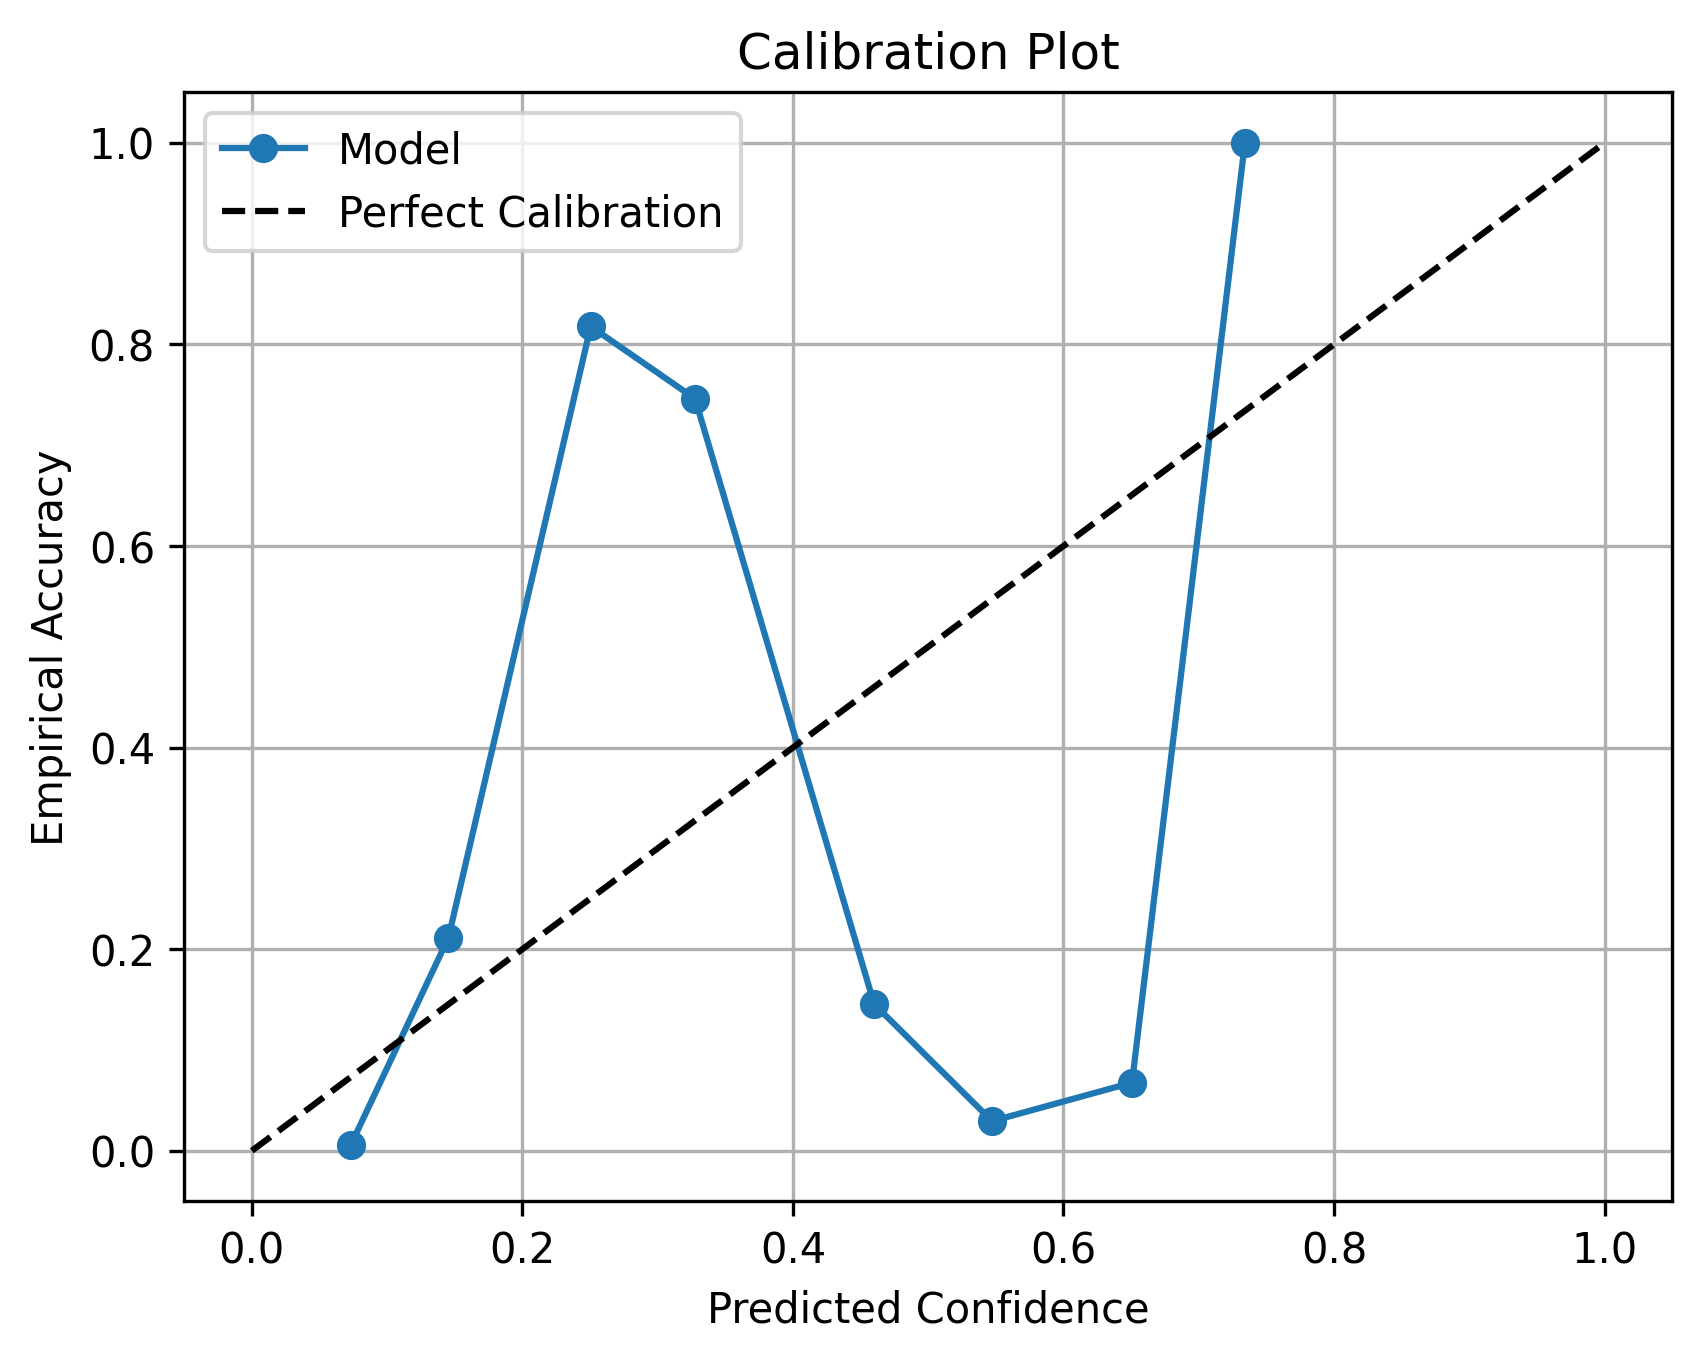 Calibration Plot
Model
Perfect Calibration
1.0
0.8
0.6
0.4
0.2
0.0
Empirical Accuracy
0.0 0.2 0.4 0.6 0.8 1.0
Predicted Confidence